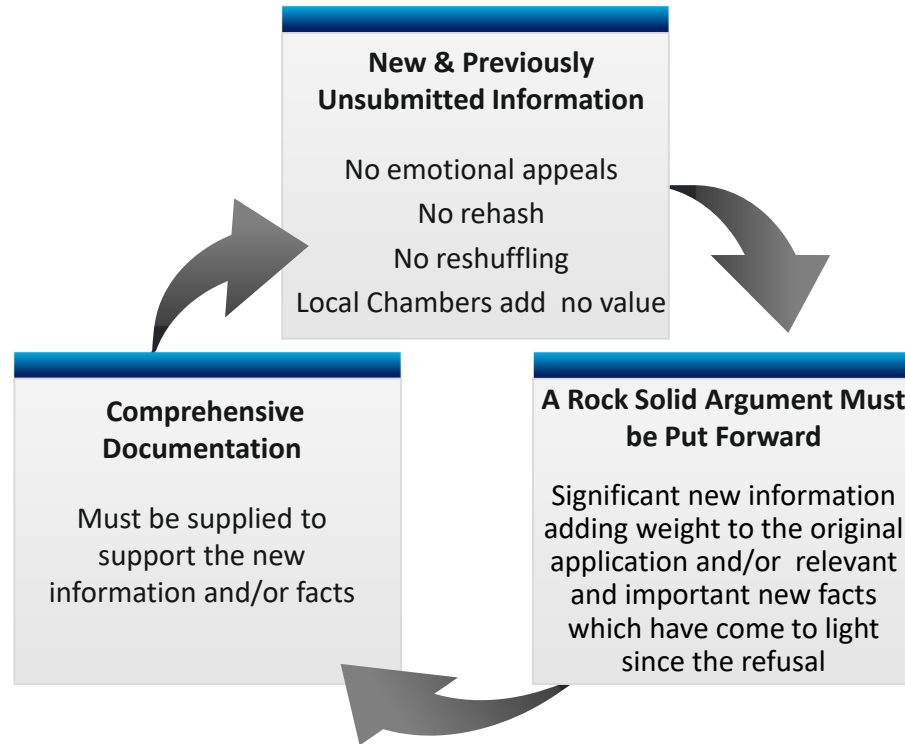 New & Previously
Unsubmitted Information
No emotional appeals
No rehash
No reshuffling
Local Chambers add  no value
Comprehensive
Documentation
Must be supplied to
support the new
information and/or facts
A Rock Solid Argument Must
be Put Forward
Significant new information
adding weight to the original
application and/or  relevant
and important new facts
which have come to light
since the refusal